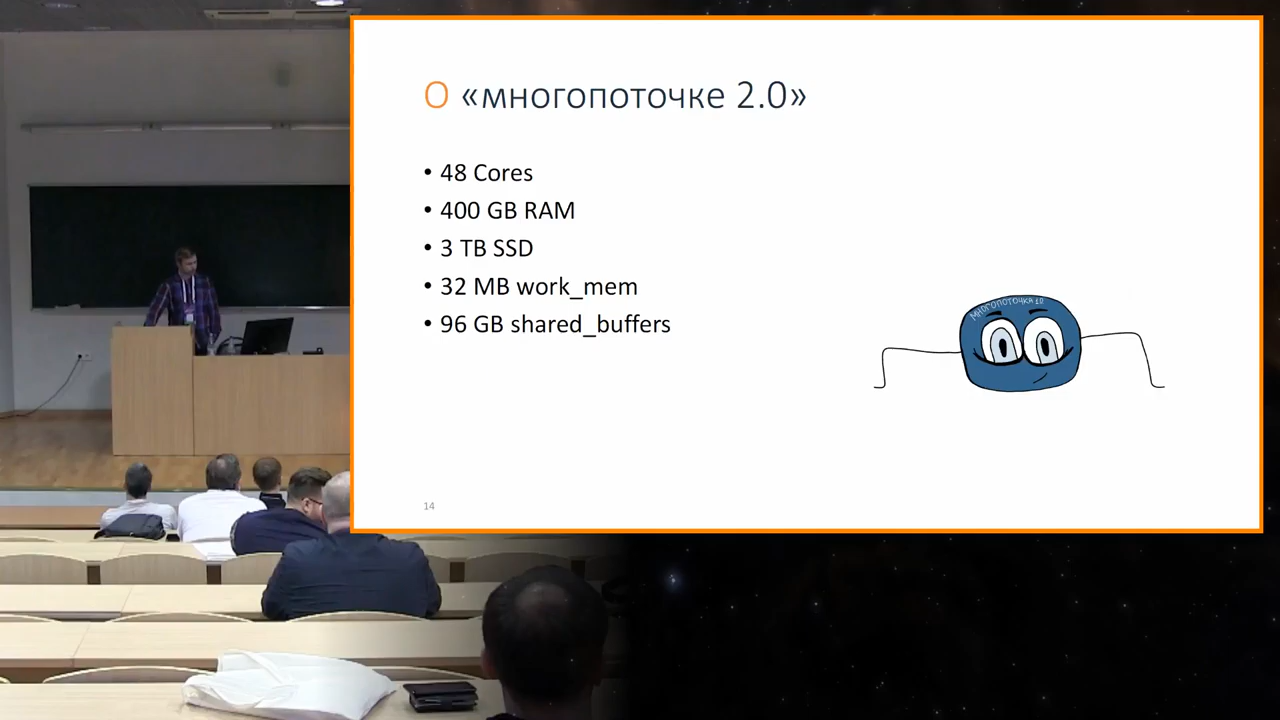 О «многопоточке 2.0»
• 48 Cores
• 400 GB RAM
• 3 TB SSD
• 32 MB work_mem
• 96 GB shared_buffers
14